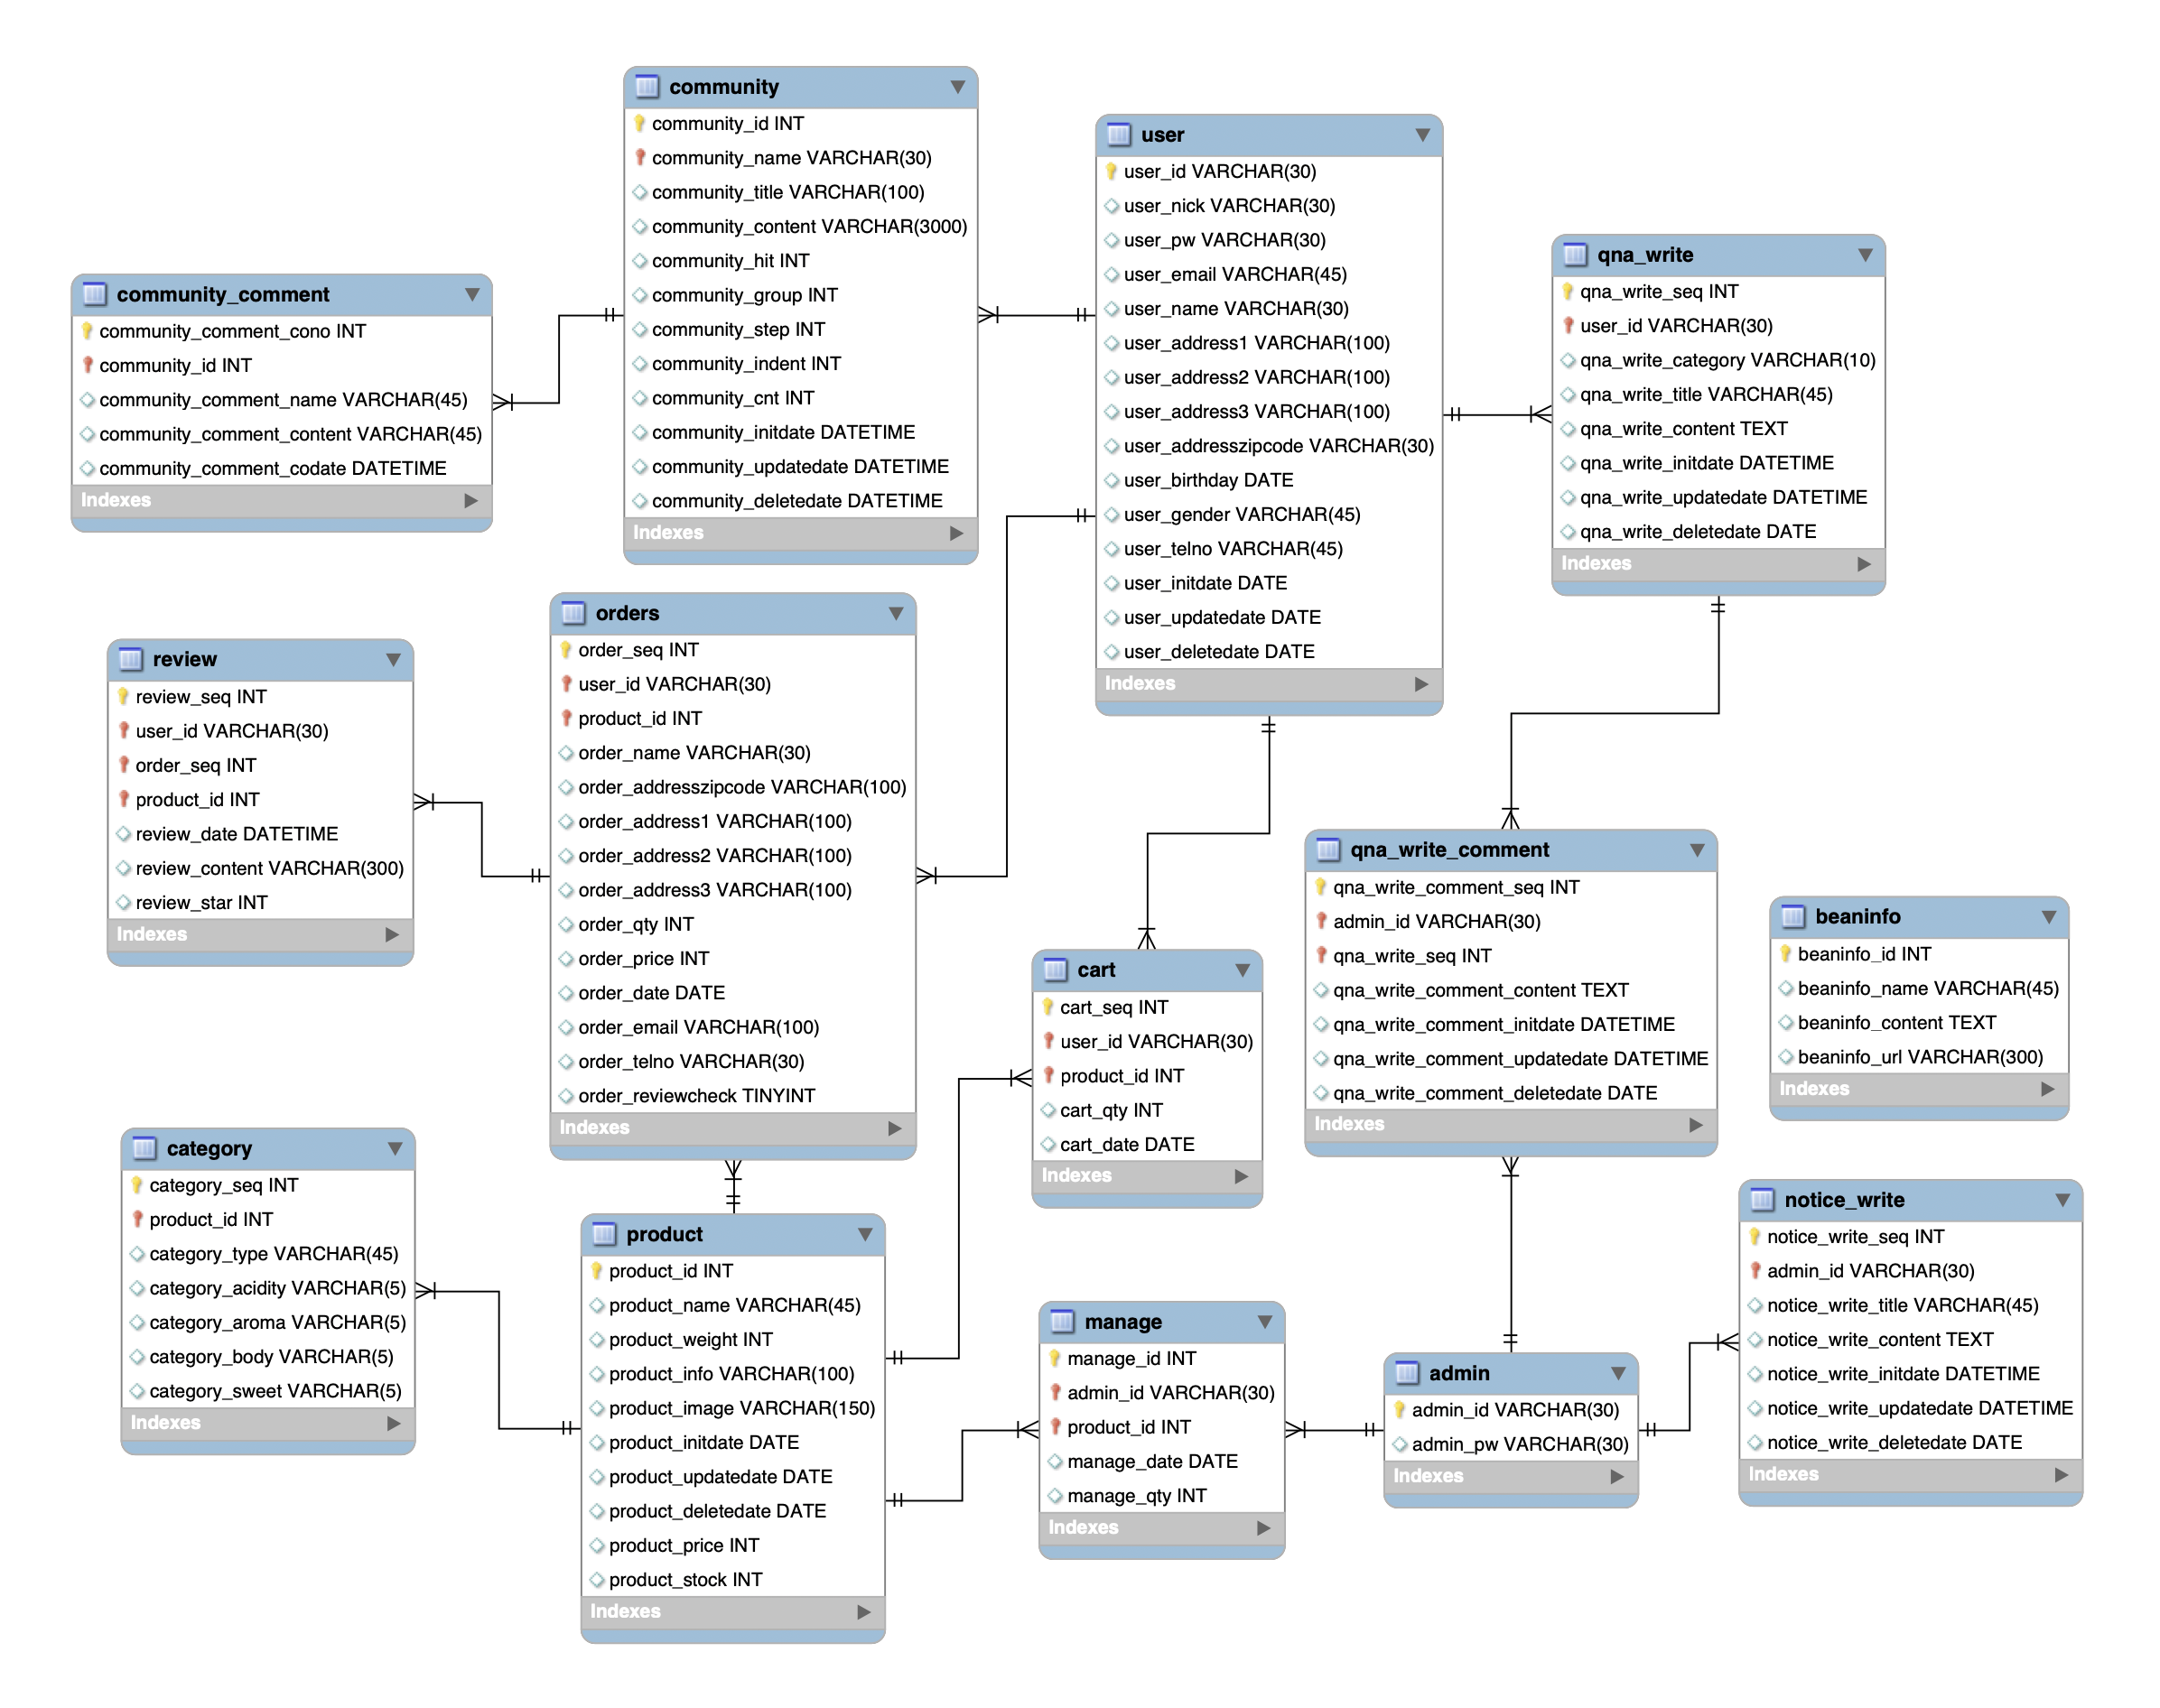 community
community_id INT
community_name VARCHAR(30)
community_title VARCHAR(100)
community_content VARCHAR(3000)
community_hit INT
community_group INT
community_step INT
community_indent INT
community_cnt INT
community_initdate DATETIME
community_updatedate DATETIME
community_deletedate DATETIME
Indexes
user
user_id VARCHAR(30)
user_nick VARCHAR(30)
user_pw VARCHAR(30)
user_email VARCHAR(45)
user_name VARCHAR(30)
user_address1 VARCHAR(100)
user_address2 VARCHAR(100)
user_address3 VARCHAR(100)
user_addresszipcode VARCHAR(30)
user_birthday DATE
user_gender VARCHAR(45)
user_telno VARCHAR(45)
user_initdate DATE
user_updatedate DATE
user_deletedate DATE
Indexes
qna_write
qna_write_seq INT
user_id VARCHAR(30)
qna_write_category VARCHAR(10)
qna_write_title VARCHAR(45)
qna_write_content TEXT
qna_write_initdate DATETIME
qna_write_updatedate DATETIME
qna_write_deletedate DATE
Indexes
community_comment
community_comment_cono INT
community_id INT
community_comment_name VARCHAR(45)
community_comment_content VARCHAR(45)
community_comment_codate DATETIME
Indexes
orders
order_seq INT
user_id VARCHAR(30)
product_id INT
order_name VARCHAR(30)
order_addresszipcode VARCHAR(100)
order_address1 VARCHAR(100)
order_address2 VARCHAR(100)
order_address3 VARCHAR(100)
order_qty INT
order_price INT
order_date DATE
order_email VARCHAR(100)
order_telno VARCHAR(30)
order_reviewcheck TINYINT
Indexes
review
review_seq INT
user_id VARCHAR(30)
order_seq INT
product_id INT
review_date DATETIME
review_content VARCHAR(300)
review_star INT
Indexes
qna_write_comment
qna_write_comment_seq INT
admin_id VARCHAR(30)
qna_write_seq INT
qna_write_comment_content TEXT
qna_write_comment_initdate DATETIME
qna_write_comment_updatedate DATETIME
qna_write_comment_deletedate DATE
Indexes
beaninfo
beaninfo_id INT
beaninfo_name VARCHAR(45)
beaninfo_content TEXT
beaninfo_url VARCHAR(300)
Indexes
cart
cart_seq INT
user_id VARCHAR(30)
product_id INT
cart_qty INT
cart_date DATE
Indexes
category
category_seq INT
product_id INT
category_type VARCHAR(45)
category_acidity VARCHAR(5)
category_aroma VARCHAR(5)
category_body VARCHAR(5)
category_sweet VARCHAR(5)
Indexes
product
product_id INT
product_name VARCHAR(45)
product_weight INT
product_info VARCHAR(100)
product_image VARCHAR(150)
product_initdate DATE
product_updatedate DATE
product_deletedate DATE
product_price INT
product_stock INT
Indexes
manage
manage_id INT
admin_id VARCHAR(30)
product_id INT
manage_date DATE
manage_qty INT
Indexes
admin
admin_id VARCHAR(30)
admin_pw VARCHAR(30)
Indexes
notice_write
notice_write_seq INT
admin_id VARCHAR(30)
notice_write_title VARCHAR(45)
notice_write_content TEXT
notice_write_initdate DATETIME
notice_write_updatedate DATETIME
notice_write_deletedate DATE
Indexes